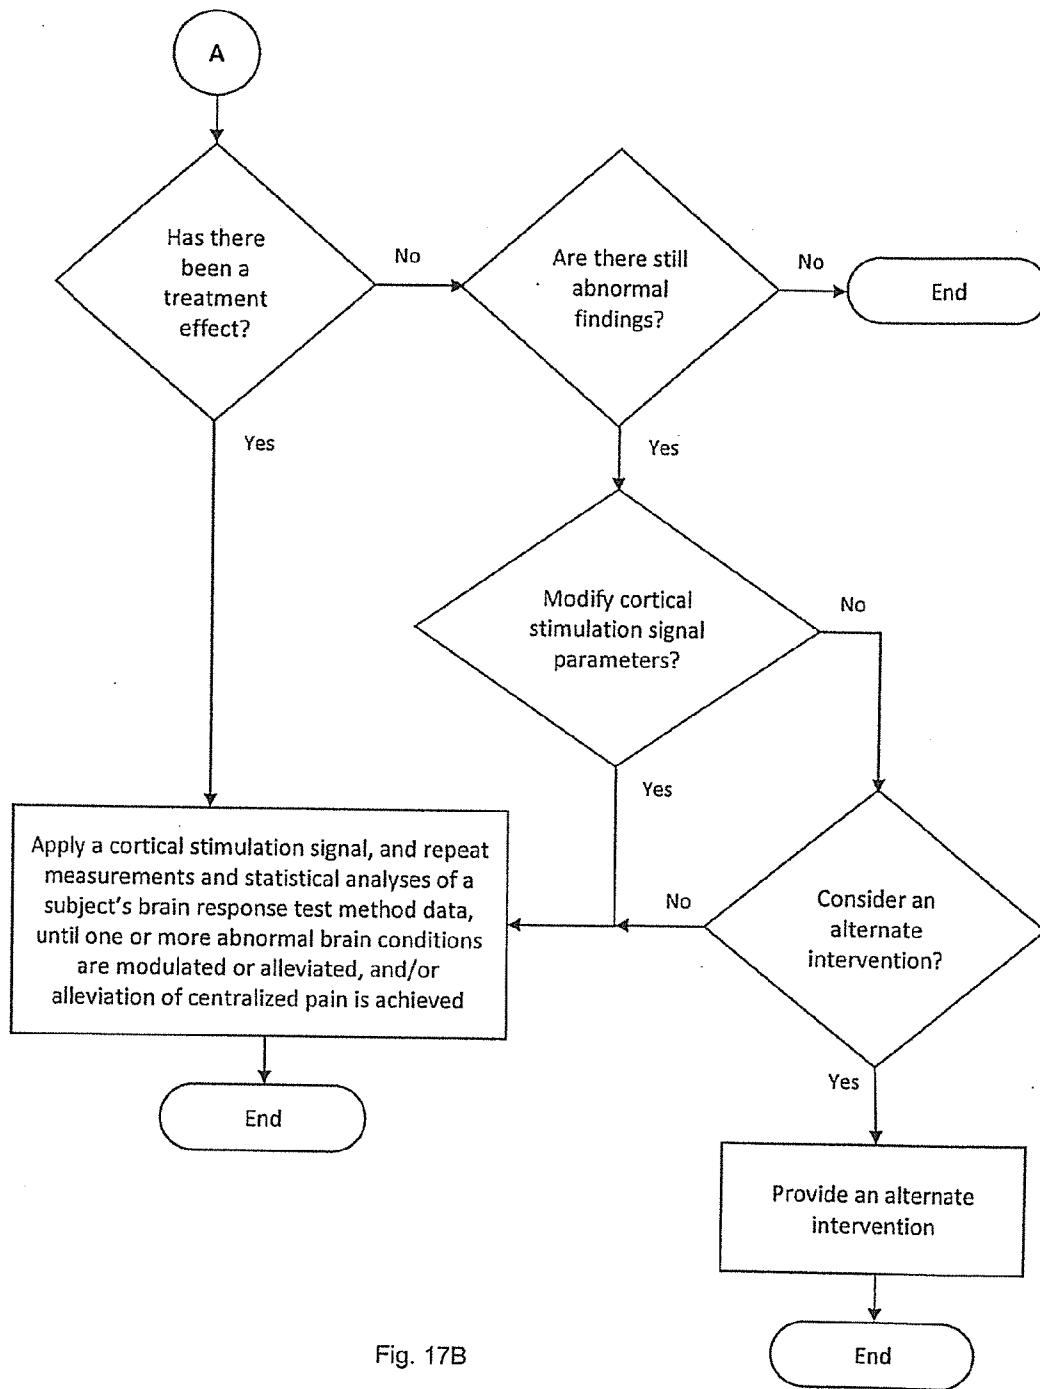 A
Has there
been a
treatment
effect?
No
Are there still
abnormal
findings?
No
End
Yes
Yes
Modify cortical
stimulation signal
parameters?
No
Yes
Apply a cortical stimulation signal, and repeat
measurements and statistical analyses of a
subject's brain response test method data,
until one or more abnormal brain conditions
are modulated or alleviated, and/or
alleviation of centralized pain is achieved
No
Consider an
alternate
intervention?
Yes
End
Provide an alternate
intervention
End
Fig. 17B